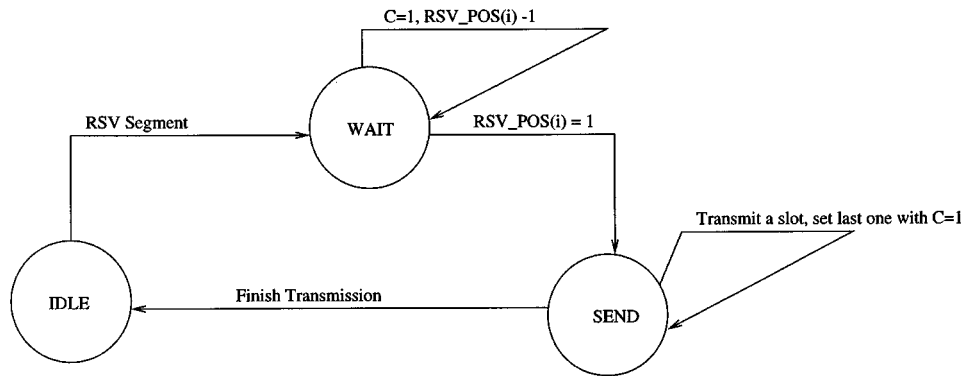 C=1, RSV_POS(i) -1
WAIT
RSV Segment
RSV_POS(i) = 1
Transmit a slot, set last one with C=1
IDLE
Finish Transmission
SEND